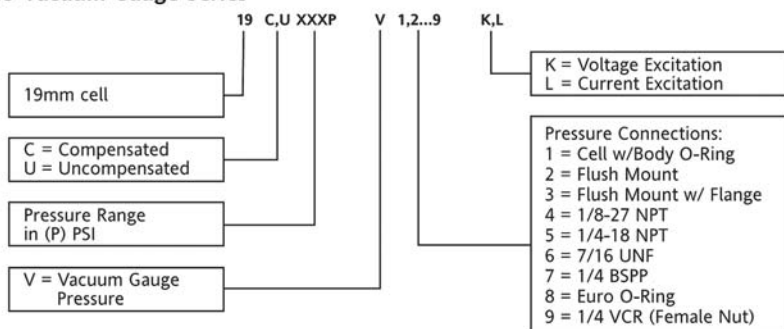 19 C,U XXXP V 1,2...9 K,L
19mm cell
C = Compensated
U = Uncompensated
Pressure Range
in (P) PSI
V = Vacuum Gauge
Pressure
K = Voltage Excitation
L = Current Excitation
Pressure Connections:
1 = Cell w/Body O-Ring
2 = Flush Mount
3 = Flush Mount w/ Flange
4 = 1/8-27 NPT
5 = 1/4-18 NPT
6 = 7/16 UNF
7 = 1/4 BSPP
8 = Euro O-Ring
9 = 1/4 VCR (Female Nut)